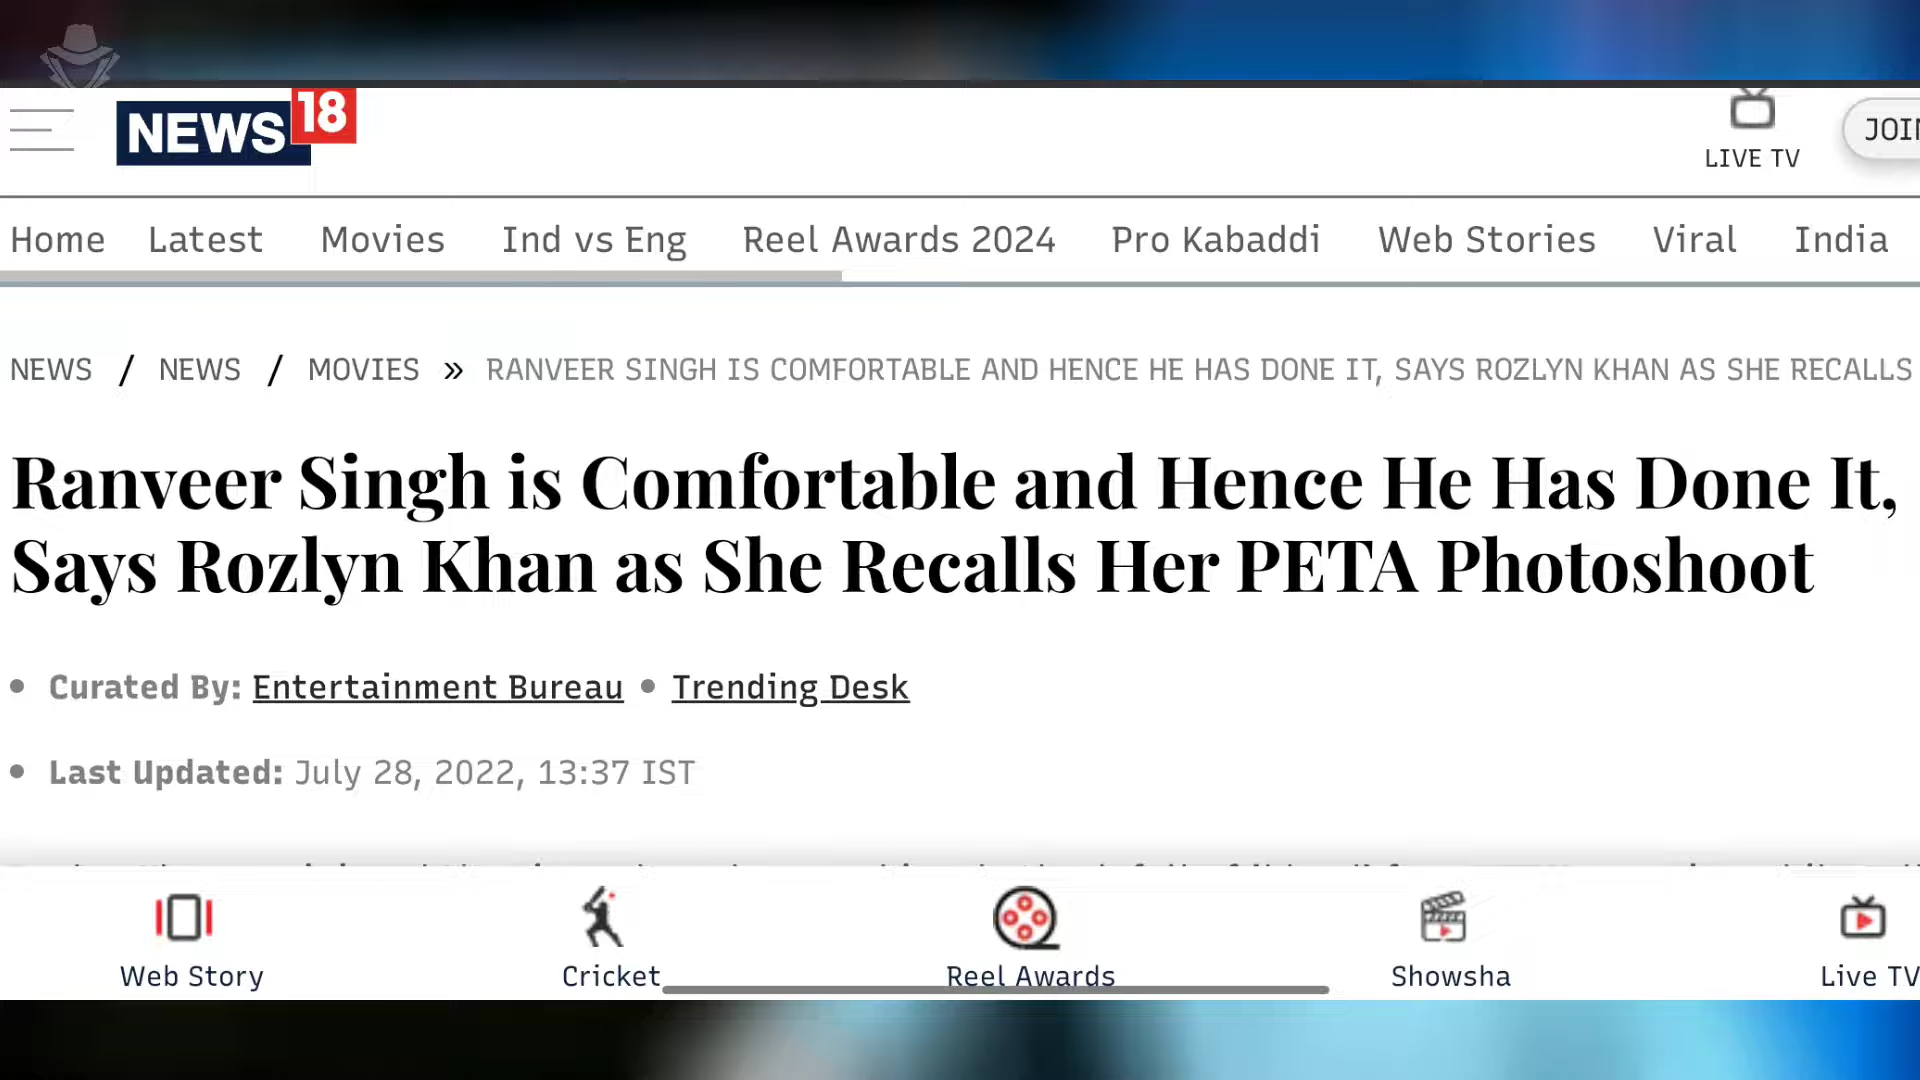 NEWS 18
LIVE TV
JOIN
Home Latest Movies Ind vs Eng Reel Awards 2024 Pro Kabaddi Web Stories Viral India
NEWS / NEWS / MOVIES » RANVEER SINGH IS COMFORTABLE AND HENCE HE HAS DONE IT, SAYS ROZLYN KHAN AS SHE RECALLS
Ranveer Singh is Comfortable and Hence He Has Done It,
Says Rozlyn Khan as She Recalls Her PETA Photoshoot
• Curated By: Entertainment Bureau • Trending Desk
• Last Updated: July 28, 2022, 13:37 IST
Web Story Cricket Reel Awards Showsha Live TV